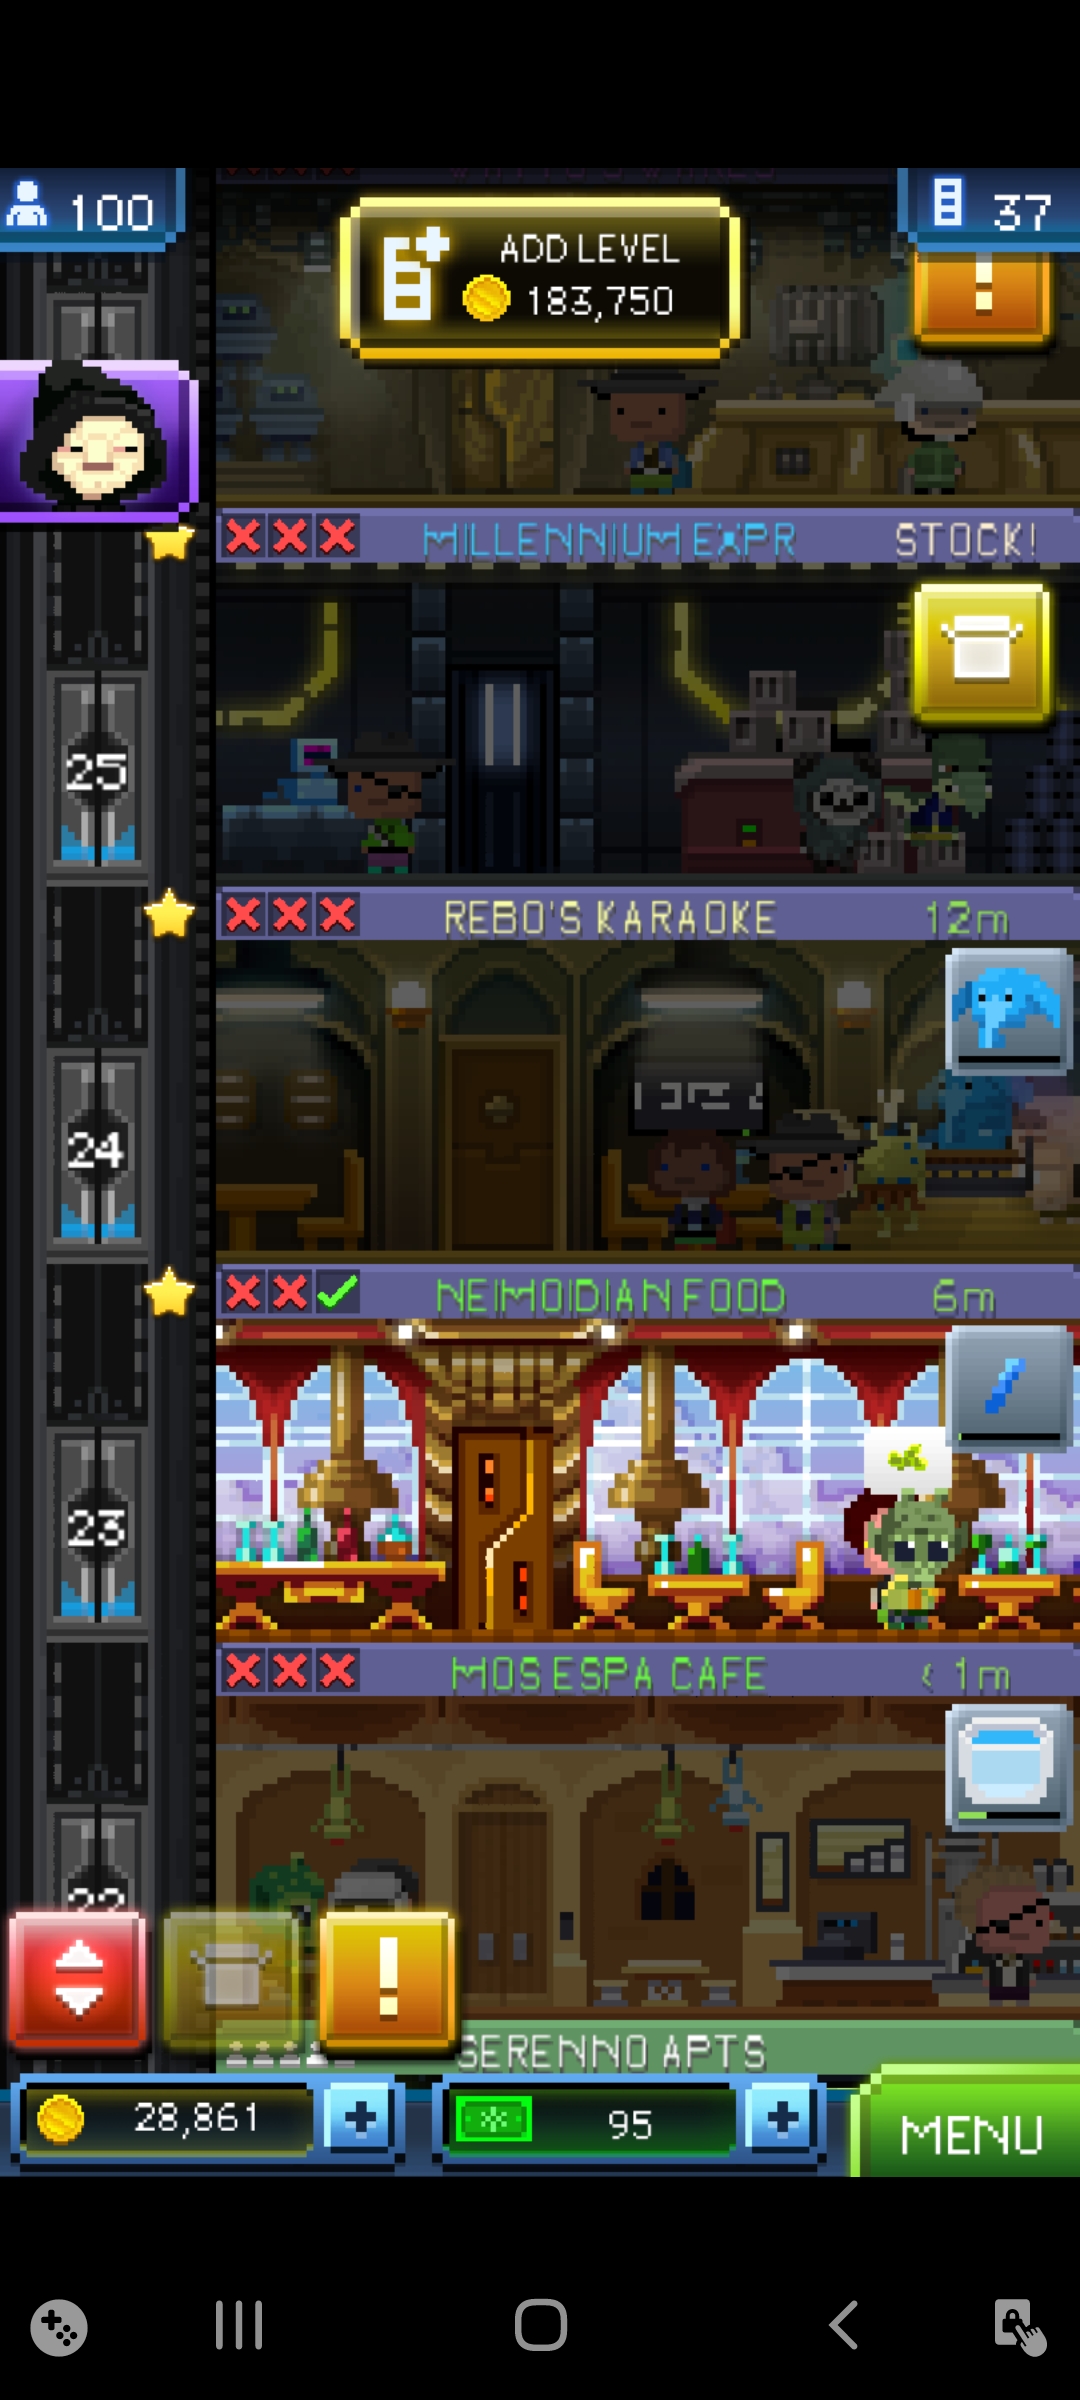 100
37
ADD LEVEL
183,750
!
MILLENNIUM EXPR
STOCK!
25
REBO'S KARAOKE
12m
24
NEIMOIDIAN FOOD
6m
23
MOS ESPA CAFE
< 1m
22
!
SERENNO APTS
28,861
95
MENU